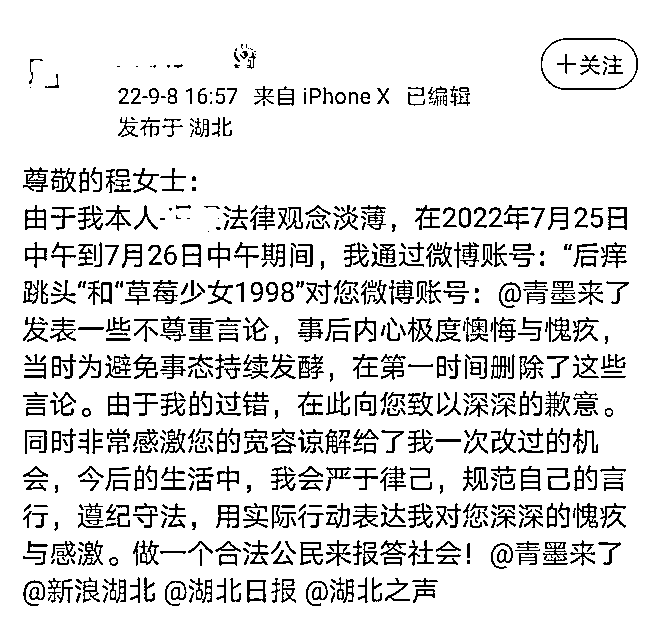 +关注
22-9-8 16:57 来自 iPhone X 已编辑
发布于 湖北
尊敬的程女士：
由于我本人 法律观念淡薄，在2022年7月25日
中午到7月26日中午期间，我通过微博账号：“后痒
跳头“和“草莓少女1998”对您微博账号：@青墨来了
发表一些不尊重言论，事后内心极度懊悔与愧疚，
当时为避免事态持续发酵，在第一时间删除了这些
言论。由于我的过错，在此向您致以深深的歉意。
同时非常感激您的宽容谅解给了我一次改过的机
会，今后的生活中，我会严于律己，规范自己的言
行，遵纪守法，用实际行动表达我对您深深的愧疚
与感激。做一个合法公民来报答社会！@青墨来了
@新浪湖北 @湖北日报 @湖北之声